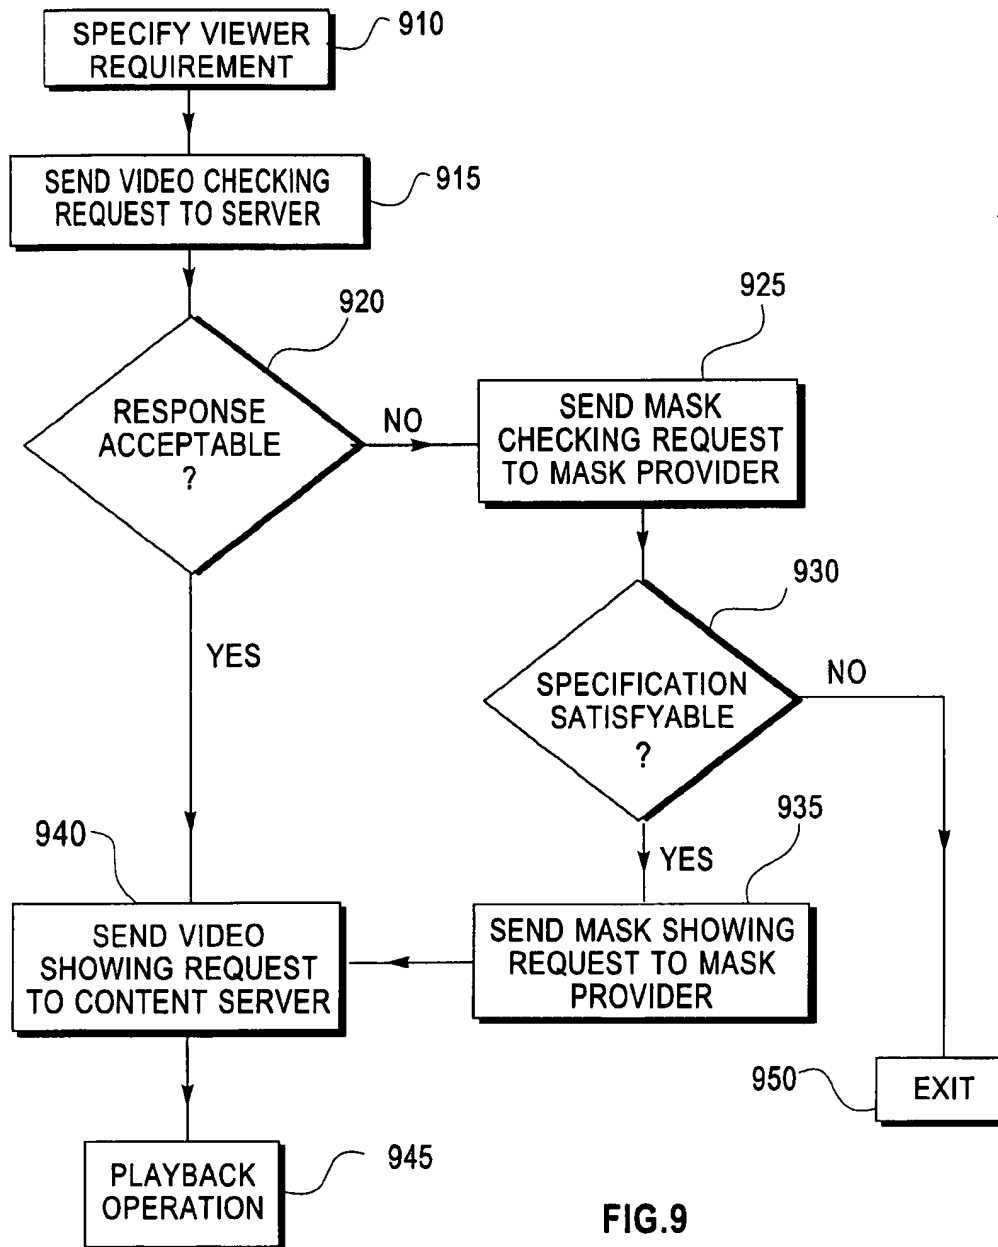 SPECIFY VIEWER
REQUIREMENT
910
SEND VIDEO CHECKING
REQUEST TO SERVER
915
920
RESPONSE
ACCEPTABLE
?
NO
YES
925
SEND MASK
CHECKING REQUEST
TO MASK PROVIDER
930
SPECIFICATION
SATISFYABLE
?
NO
YES
935
SEND MASK SHOWING
REQUEST TO MASK
PROVIDER
940
SEND VIDEO
SHOWING REQUEST
TO CONTENT SERVER
950
EXIT
PLAYBACK
OPERATION
945
FIG.9